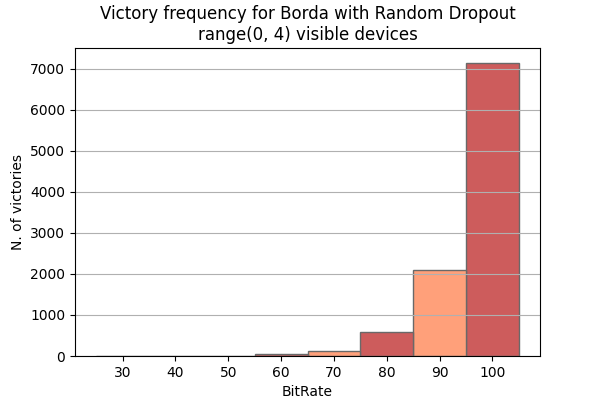 Victory frequency for Borda with Random Dropout
range(0, 4) visible devices
7000
6000
5000
4000
3000
2000
1000
0
N. of victories
30 40 50 60 70 80 90 100
BitRate